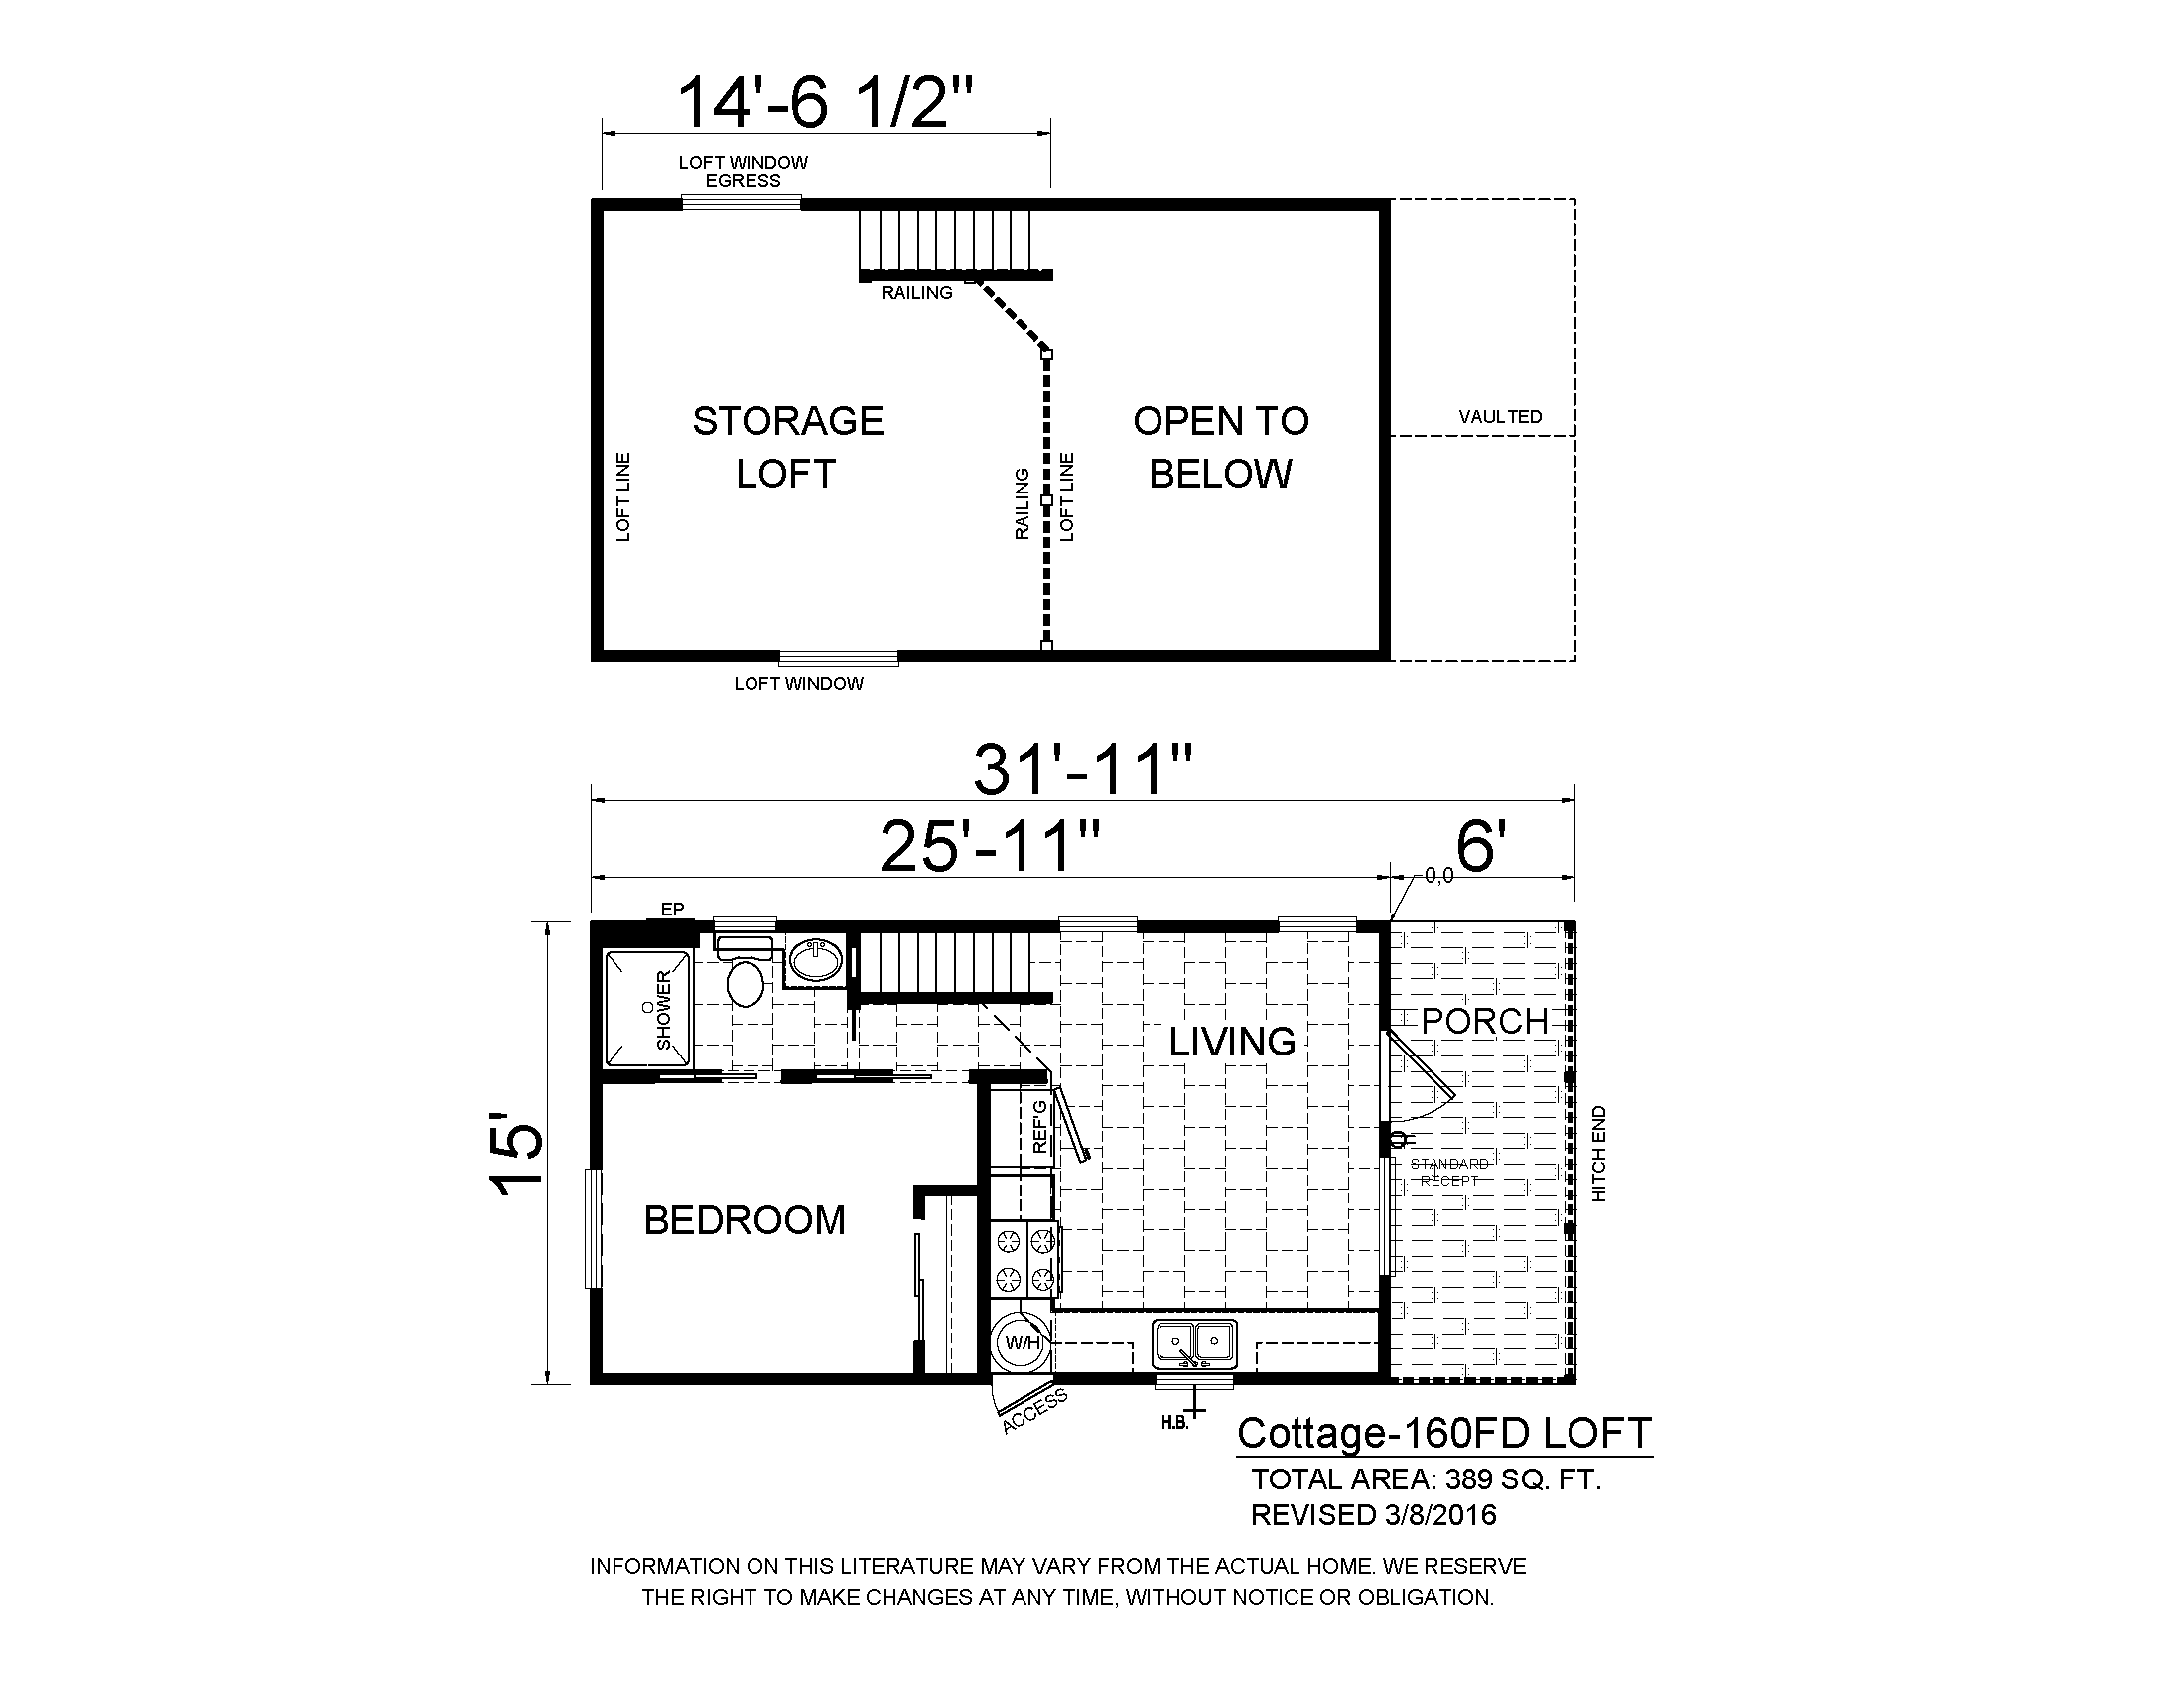 14'-6 1/2"
LOFT WINDOW
EGRESS
RAILING
STORAGE
LOFT
OPEN TO
BELOW
VAULTED
LOFT LINE
RAILING
LOFT LINE
LOFT WINDOW
31'-11"
25'-11"
6'
0,0
EP
SHOWER
LIVING
PORCH
15'
REF'G
HITCH END
STANDARD
RECEPT
BEDROOM
W/H
ACCESS
H.B.
Cottage-160FD LOFT
TOTAL AREA: 389 SQ. FT.
REVISED 3/8/2016
INFORMATION ON THIS LITERATURE MAY VARY FROM THE ACTUAL HOME. WE RESERVE
THE RIGHT TO MAKE CHANGES AT ANY TIME, WITHOUT NOTICE OR OBLIGATION.